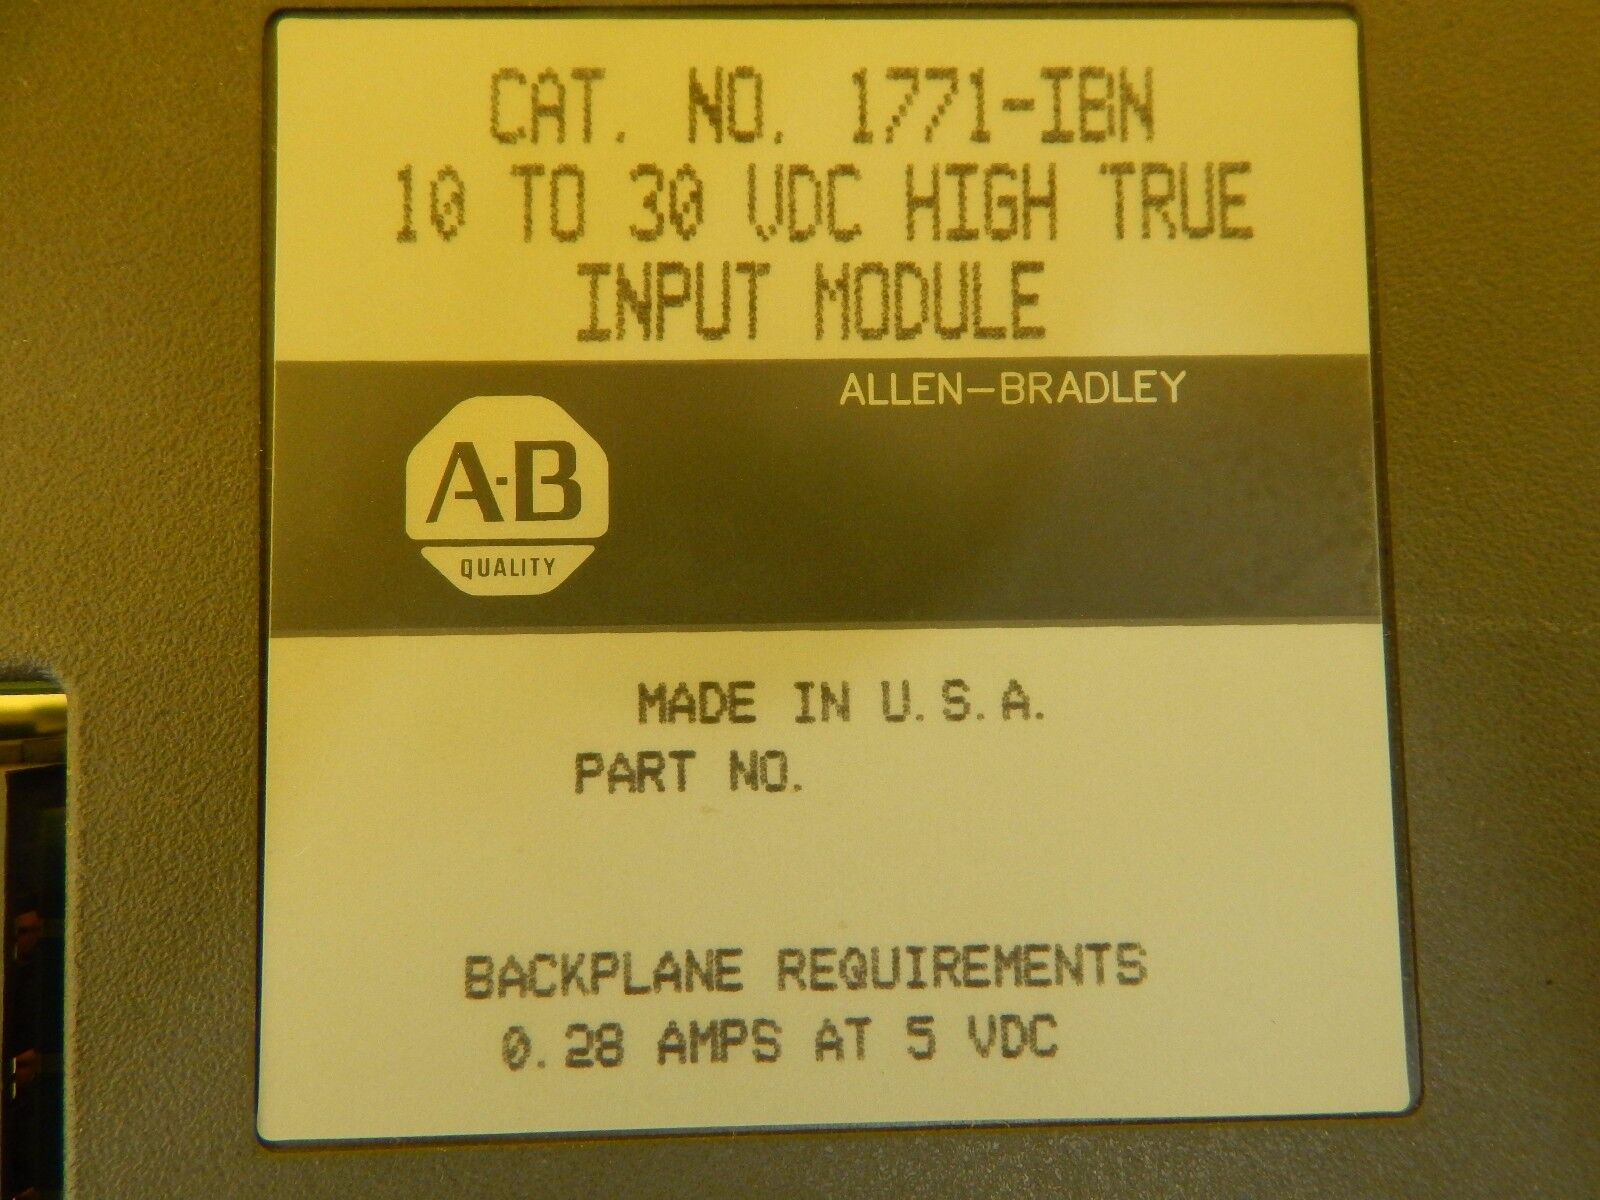 CAT. NO. 1771-IBN
10 TO 30 VDC HIGH TRUE
INPUT MODULE
ALLEN-BRADLEY
A-B
QUALITY
MADE IN U.S.A.
PART NO.
BACKPLANE REQUIREMENTS
0.28 AMPS AT 5 VDC